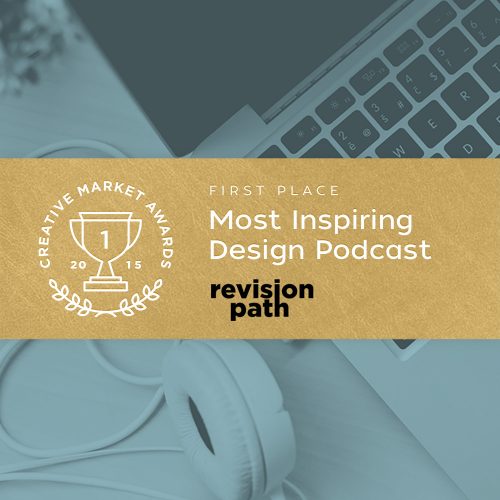 CREATIVE MARKET AWARDS
1
20 15
FIRST PLACE
Most Inspiring
Design Podcast
revision
path